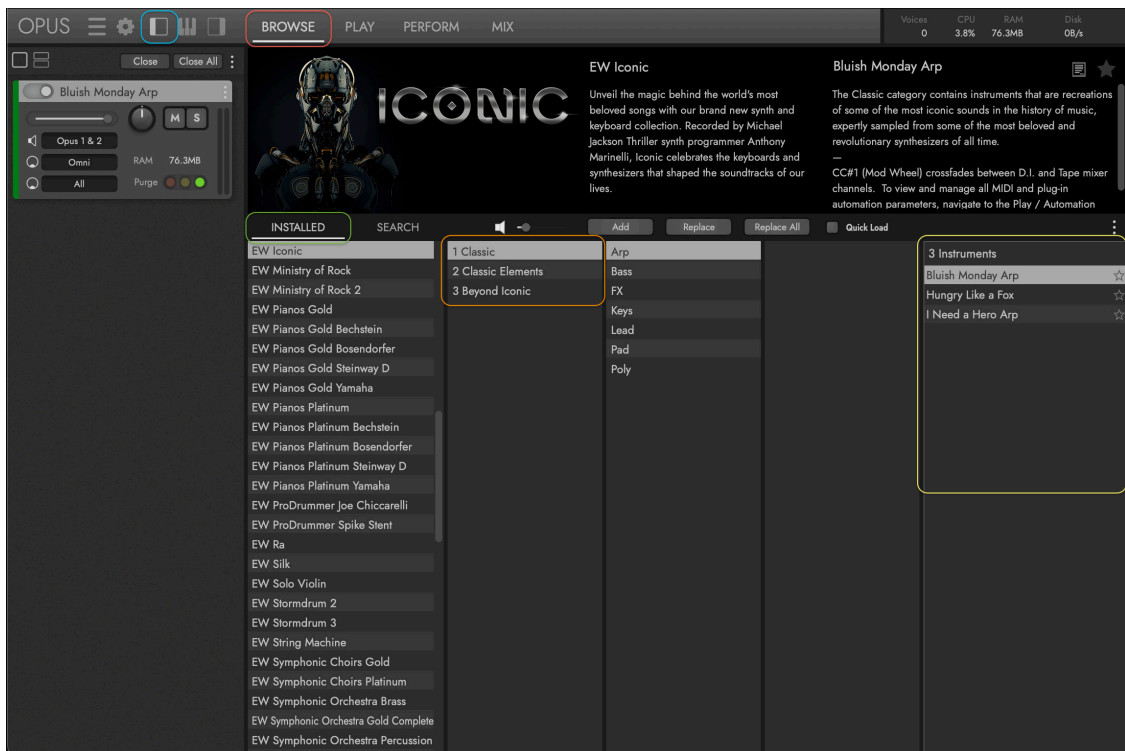 OPUS
BROWSE
PLAY
PERFORM
MIX
Voices
0
CPU
3.8%
RAM
76.3MB
Disk
0B/s
Close
Close All
Bluish Monday Arp
M
S
Opus 1 & 2
Omni
RAM 76.3MB
All
Purge
ICONIC
EW Iconic
Unveil the magic behind the world's most
beloved songs with our brand new synth and
keyboard collection. Recorded by Michael
Jackson Thriller synth programmer Anthony
Marinelli, Iconic celebrates the keyboards and
synthesizers that shaped the soundtracks of our
lives.
Bluish Monday Arp
The Classic category contains instruments that are recreations
of some of the most iconic sounds in the history of music,
expertly sampled from some of the most beloved and
revolutionary synthesizers of all time.
—
CC#1 (Mod Wheel) crossfades between D.I. and Tape mixer
channels. To view and manage all MIDI and plug-in
automation parameters, navigate to the Play / Automation
INSTALLED
SEARCH
Add
Replace
Replace All
Quick Load
EW Iconic
EW Ministry of Rock
EW Ministry of Rock 2
EW Pianos Gold
EW Pianos Gold Bechstein
EW Pianos Gold Bosendorfer
EW Pianos Gold Steinway D
EW Pianos Gold Yamaha
EW Pianos Platinum
EW Pianos Platinum Bechstein
EW Pianos Platinum Bosendorfer
EW Pianos Platinum Steinway D
EW Pianos Platinum Yamaha
EW ProDrummer Joe Chiccarelli
EW ProDrummer Spike Stent
EW Ra
EW Silk
EW Solo Violin
EW Stormdrum 2
EW Stormdrum 3
EW String Machine
EW Symphonic Choirs Gold
EW Symphonic Choirs Platinum
EW Symphonic Orchestra Brass
EW Symphonic Orchestra Gold Complete
EW Symphonic Orchestra Percussion
1 Classic
2 Classic Elements
3 Beyond Iconic
Arp
Bass
FX
Keys
Lead
Pad
Poly
3 Instruments
Bluish Monday Arp
Hungry Like a Fox
I Need a Hero Arp